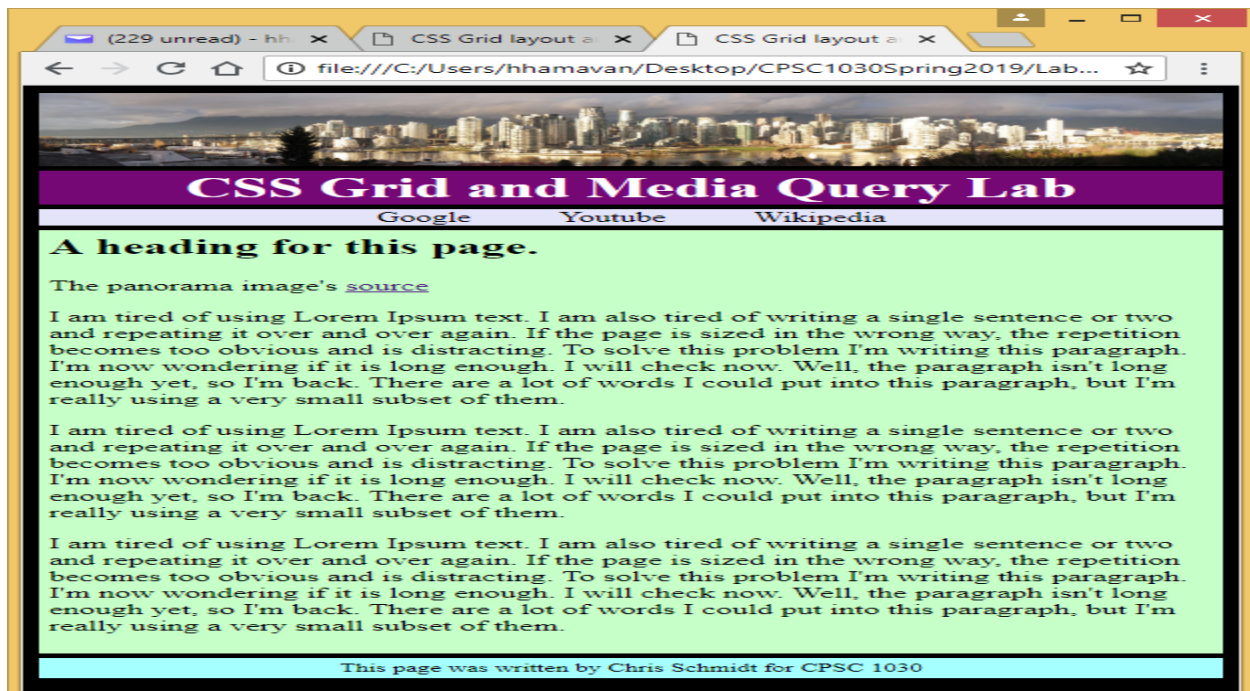 (229 unread) - hh
CSS Grid layout a
CSS Grid layout a
file:///C:/Users/hhamavan/Desktop/CPSC1030Spring2019/Lab...
CSS Grid and Media Query Lab
Google Youtube Wikipedia
A heading for this page.
The panorama image's source
I am tired of using Lorem Ipsum text. I am also tired of writing a single sentence or two
and repeating it over and over again. If the page is sized in the wrong way, the repetition
becomes too obvious and is distracting. To solve this problem I'm writing this paragraph.
I'm now wondering if it is long enough. I will check now. Well, the paragraph isn't long
enough yet, so I'm back. There are a lot of words I could put into this paragraph, but I'm
really using a very small subset of them.
I am tired of using Lorem Ipsum text. I am also tired of writing a single sentence or two
and repeating it over and over again. If the page is sized in the wrong way, the repetition
becomes too obvious and is distracting. To solve this problem I'm writing this paragraph.
I'm now wondering if it is long enough. I will check now. Well, the paragraph isn't long
enough yet, so I'm back. There are a lot of words I could put into this paragraph, but I'm
really using a very small subset of them.
I am tired of using Lorem Ipsum text. I am also tired of writing a single sentence or two
and repeating it over and over again. If the page is sized in the wrong way, the repetition
becomes too obvious and is distracting. To solve this problem I'm writing this paragraph.
I'm now wondering if it is long enough. I will check now. Well, the paragraph isn't long
enough yet, so I'm back. There are a lot of words I could put into this paragraph, but I'm
really using a very small subset of them.
This page was written by Chris Schmidt for CPSC 1030